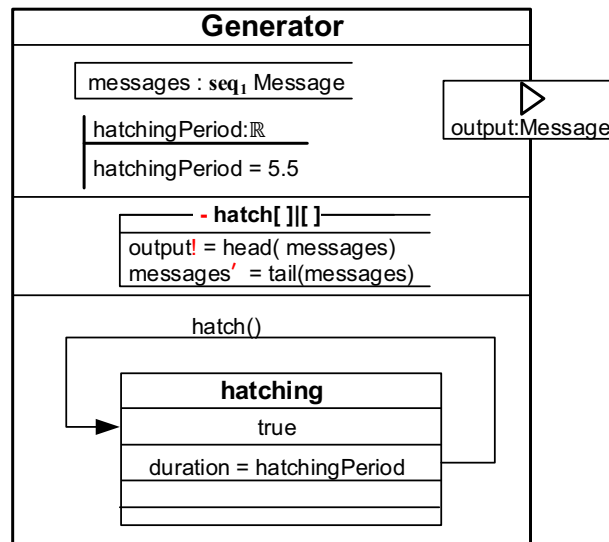 Generator
messages : seq₁ Message
output:Message
hatchingPeriod:ℝ
hatchingPeriod = 5.5
- hatch[ ]|[ ]
output! = head( messages)
messages′ = tail(messages)
hatch()
hatching
true
duration = hatchingPeriod